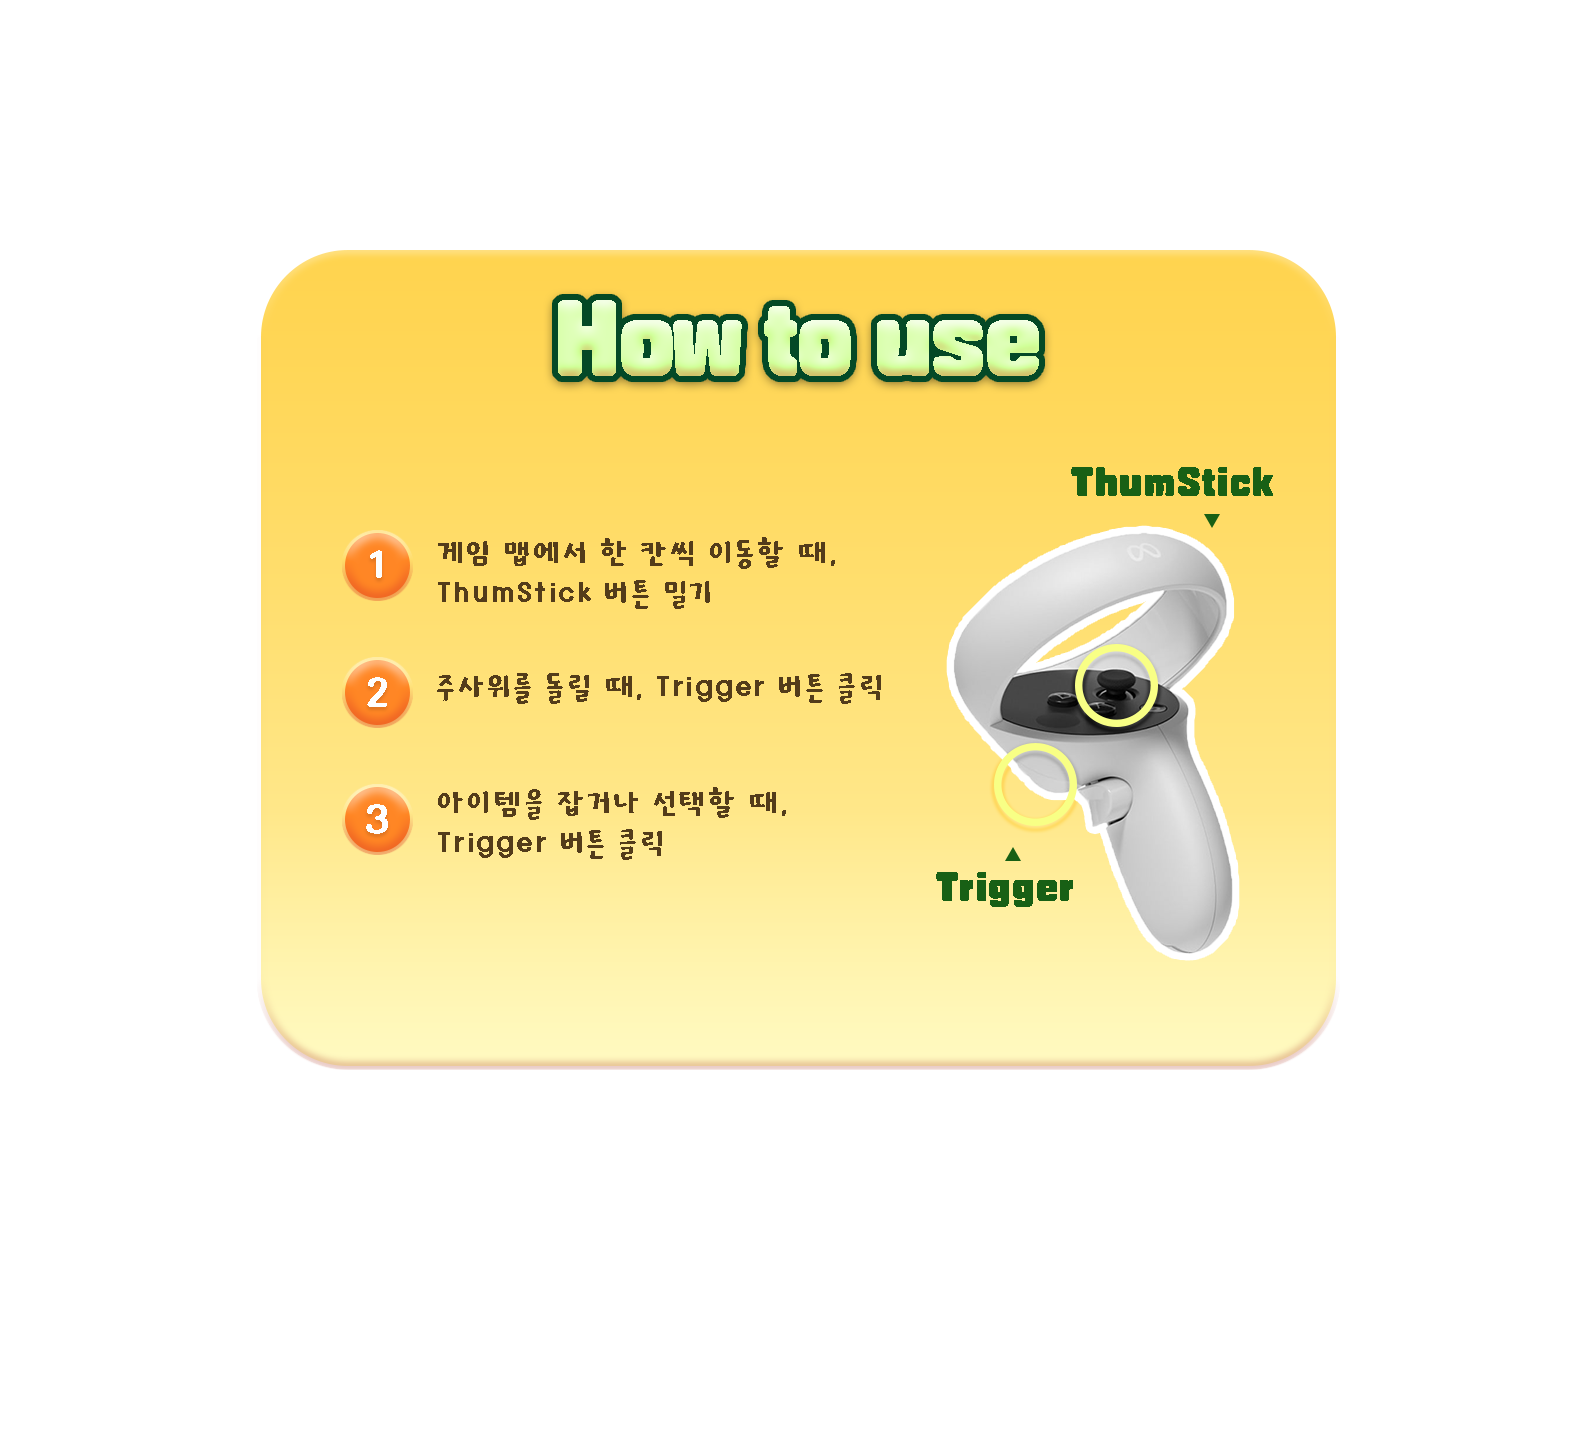 How to use
ThumStick
1
게임 맵에서 한 칸씩 이동할 때,
ThumStick 버튼 밀기
2
주사위를 돌릴 때, Trigger 버튼 클릭
3
아이템을 잡거나 선택할 때,
Trigger 버튼 클릭
Trigger